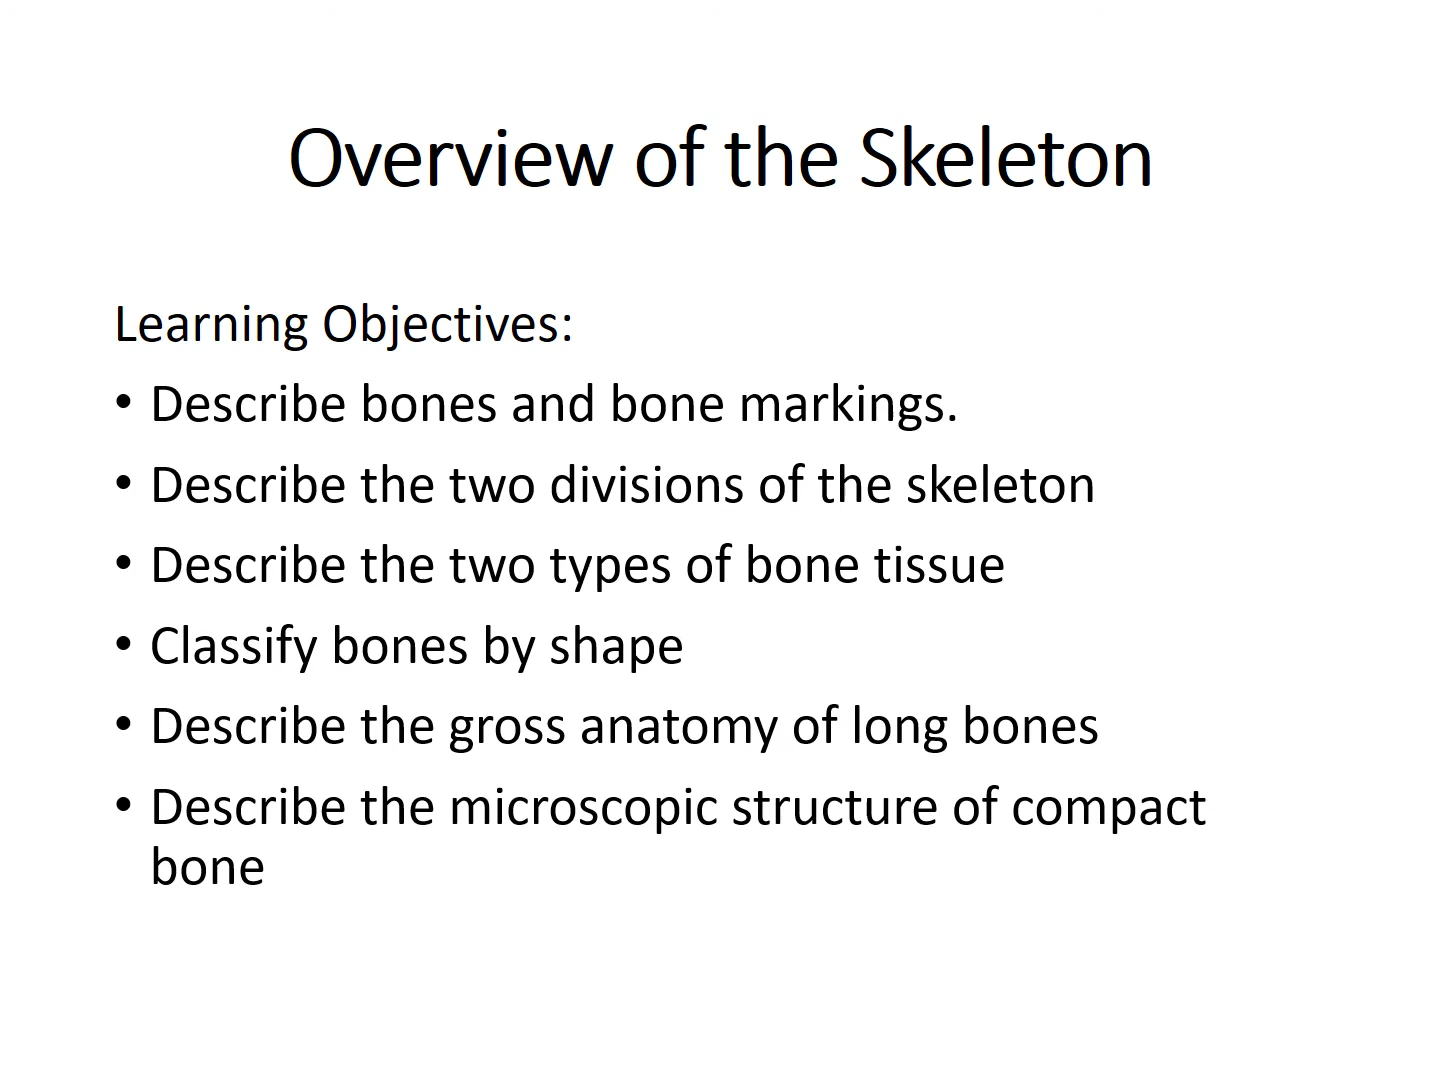 Overview of the Skeleton
Learning Objectives:
• Describe bones and bone markings.
• Describe the two divisions of the skeleton
• Describe the two types of bone tissue
• Classify bones by shape
• Describe the gross anatomy of long bones
• Describe the microscopic structure of compact
bone